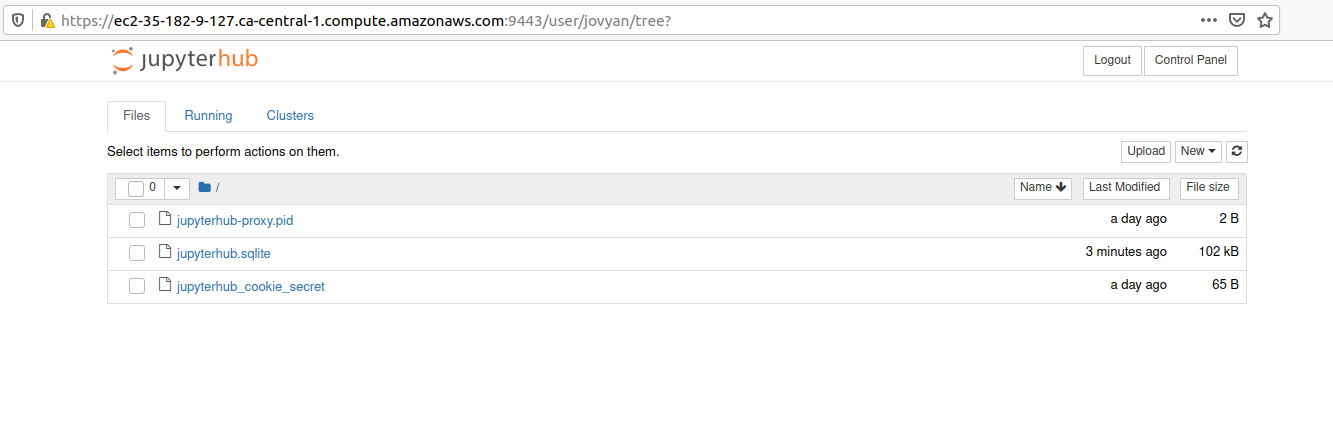 https://ec2-35-182-9-127.ca-central-1.compute.amazonaws.com:9443/user/jovyan/tree?
jupyterhub Logout Control Panel
Files Running Clusters
Select items to perform actions on them. Upload New
0 / Name Last Modified File size
jupyterhub-proxy.pid a day ago 2 B
jupyterhub.sqlite 3 minutes ago 102 kB
jupyterhub_cookie_secret a day ago 65 B